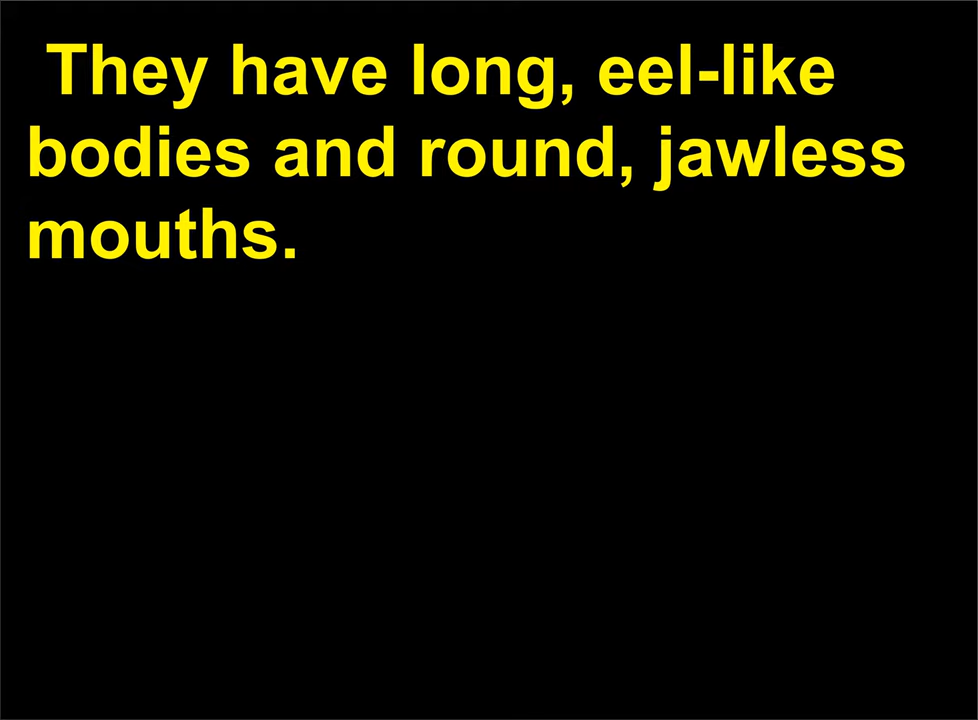 They have long, eel-like
bodies and round, jawless
mouths.